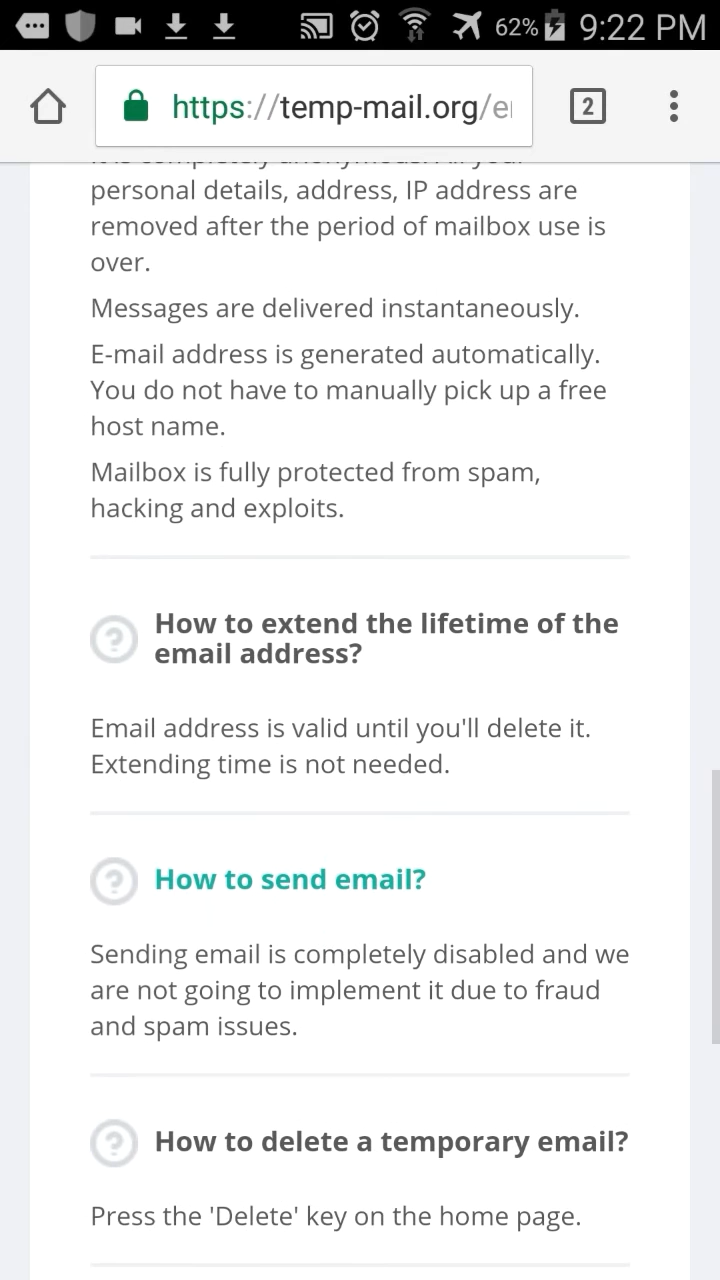 62% 9:22 PM
https://temp-mail.org/e
2
personal details, address, IP address are
removed after the period of mailbox use is
over.
Messages are delivered instantaneously.
E-mail address is generated automatically.
You do not have to manually pick up a free
host name.
Mailbox is fully protected from spam,
hacking and exploits.
How to extend the lifetime of the
email address?
Email address is valid until you'll delete it.
Extending time is not needed.
How to send email?
Sending email is completely disabled and we
are not going to implement it due to fraud
and spam issues.
How to delete a temporary email?
Press the 'Delete' key on the home page.